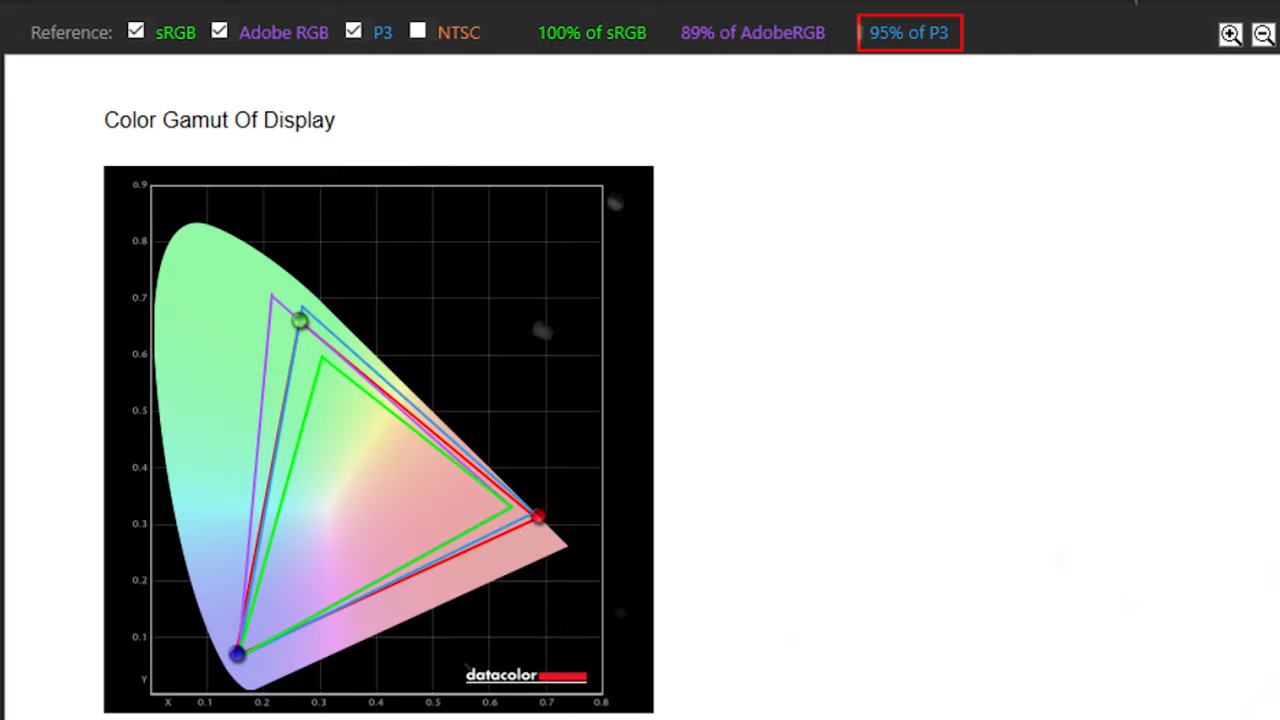 Reference: sRGB Adobe RGB P3 NTSC 100% of sRGB 89% of AdobeRGB 95% of P3
Color Gamut Of Display
0.9
0.8
0.7
0.6
0.5
0.4
0.3
0.2
0.1
Y
datacolor
X 0.1 0.2 0.3 0.4 0.5 0.6 0.7 0.8